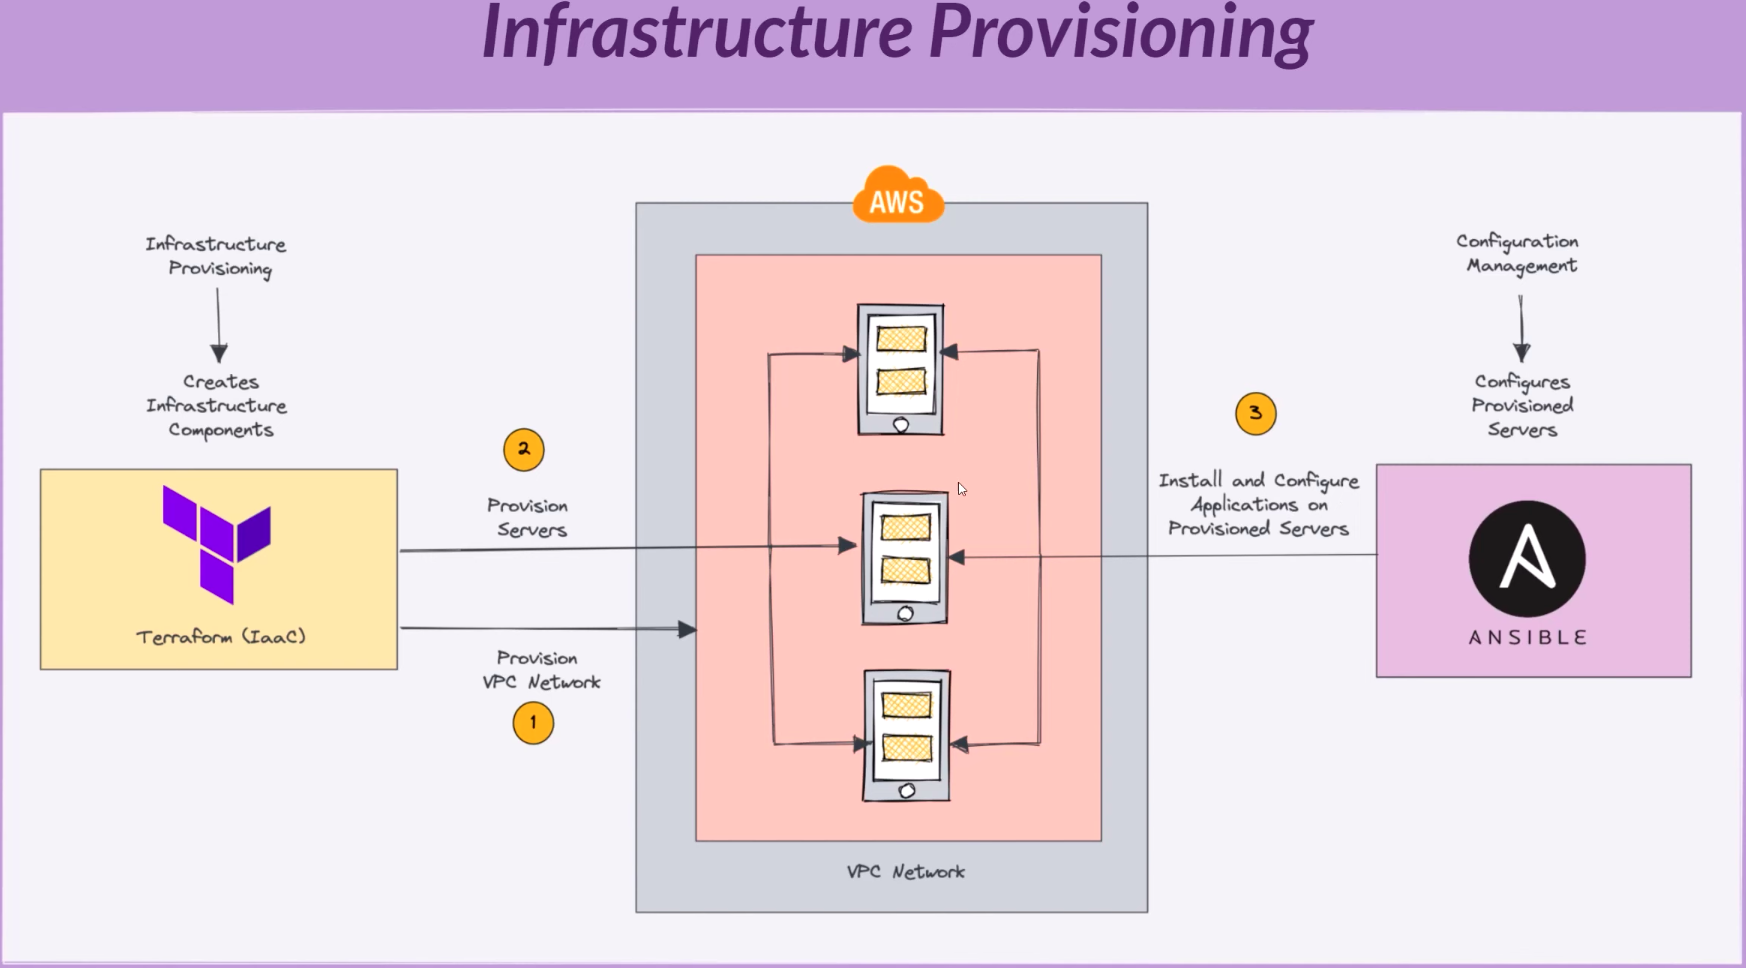 Infrastructure Provisioning
AWS
Infrastructure
Provisioning
Creates
Infrastructure
Components
2
Provision
Servers
Terraform (IaaC)
Provision
VPC Network
1
VPC Network
3
Install and Configure
Applications on
Provisioned Servers
Configuration
Management
Configures
Provisioned
Servers
A
ANSIBLE